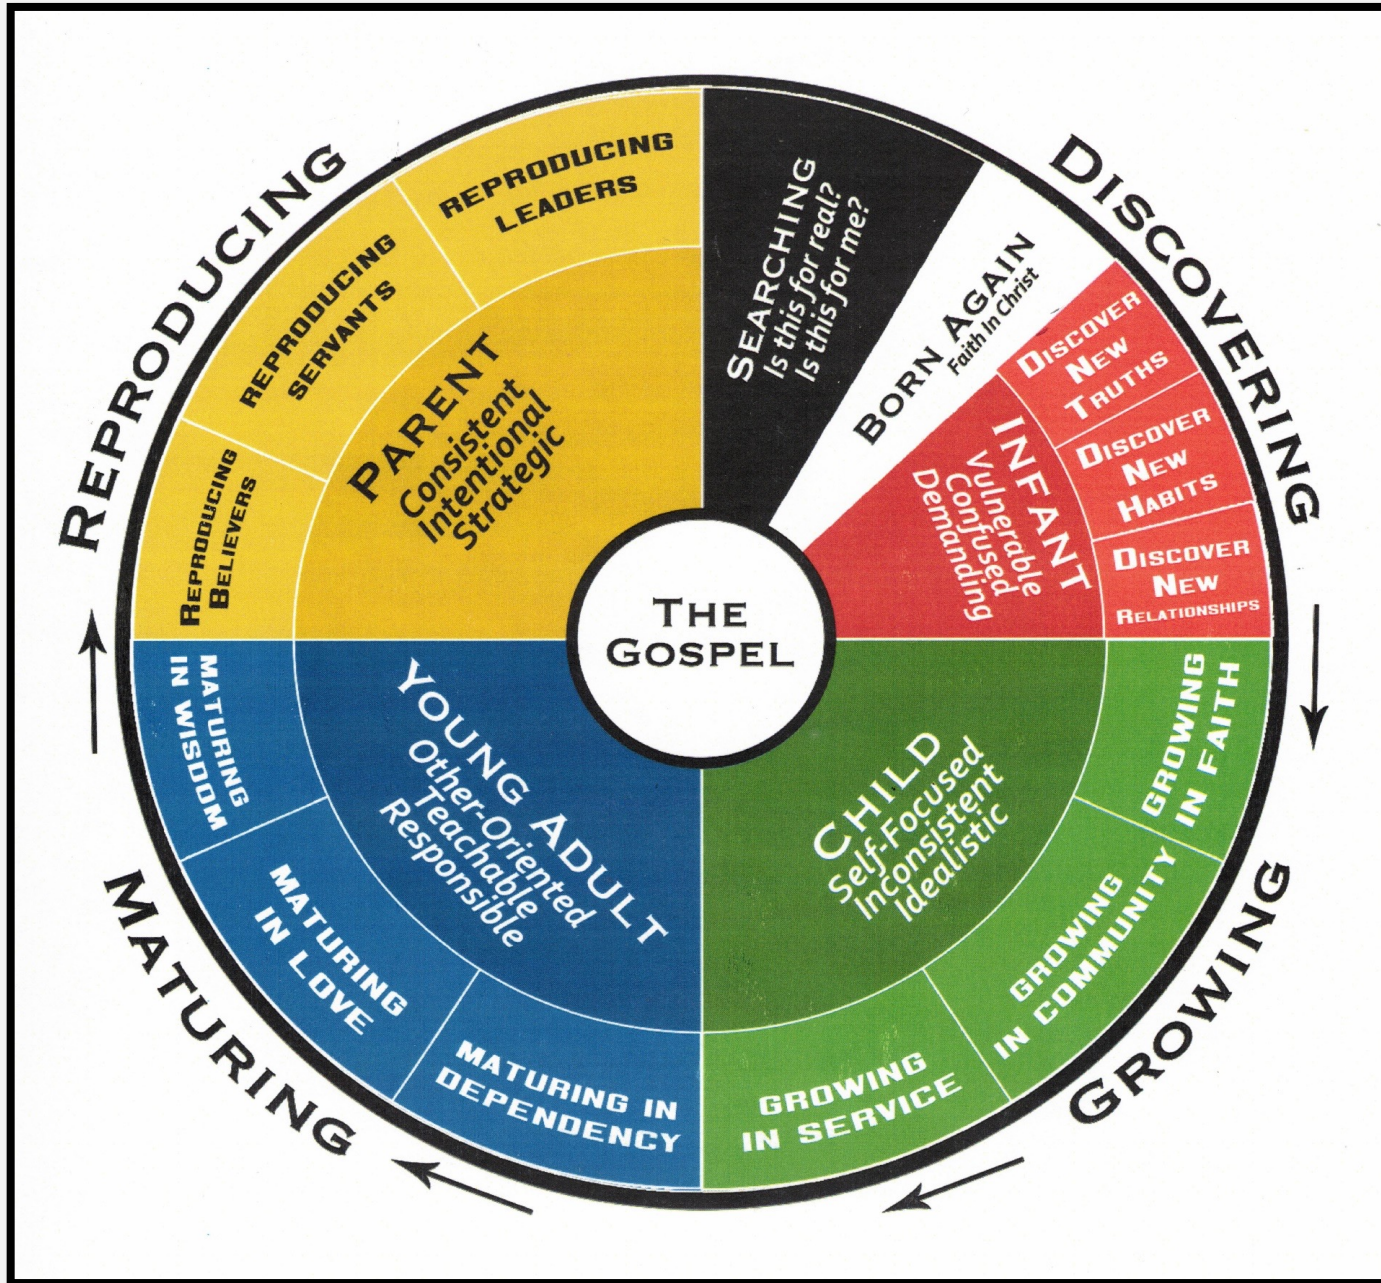 DISCOVERING
SEARCHING
Is this for real?
Is this for me?
BORN AGAIN
Faith In Christ
INFANT
Vulnerable
Confused
Demanding
DISCOVER
NEW
TRUTHS
DISCOVER
NEW
HABITS
DISCOVER
NEW
RELATIONSHIPS
GROWING
CHILD
Self-Focused
Inconsistent
Idealistic
GROWING
IN FAITH
GROWING
IN COMMUNITY
GROWING
IN SERVICE
MATURING
YOUNG ADULT
Other-Oriented
Teachable
Responsible
MATURING IN
DEPENDENCY
MATURING
IN LOVE
MATURING
IN WISDOM
REPRODUCING
PARENT
Consistent
Intentional
Strategic
REPRODUCING
BELIEVERS
REPRODUCING
SERVANTS
REPRODUCING
LEADERS
THE
GOSPEL